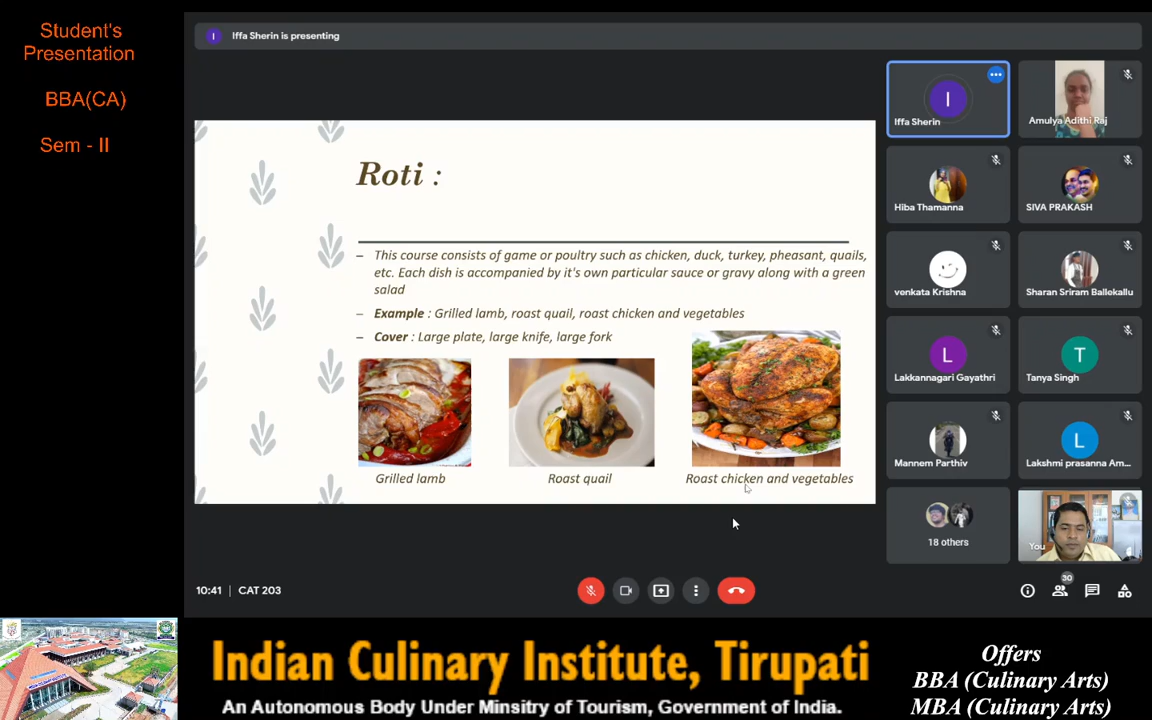 Student's
Presentation
BBA(CA)
Sem - II
I
Iffa Sherin is presenting
Roti :
– This course consists of game or poultry such as chicken, duck, turkey, pheasant, quails,
etc. Each dish is accompanied by it's own particular sauce or gravy along with a green
salad
– Example : Grilled lamb, roast quail, roast chicken and vegetables
– Cover : Large plate, large knife, large fork
Grilled lamb
Roast quail
Roast chicken and vegetables
I
Iffa Sherin
Amulya Adithi Raj
Hiba Thamanna
SIVA PRAKASH
venkata Krishna
Sharan Sriram Ballekallu
L
Lakkannagari Gayathri
T
Tanya Singh
Mannem Parthiv
L
Lakshmi prasanna Am...
18 others
You
10:41 | CAT 203
30
Indian Culinary Institute, Tirupati
An Autonomous Body Under Minsitry of Tourism, Government of India.
Offers
BBA (Culinary Arts)
MBA (Culinary Arts)